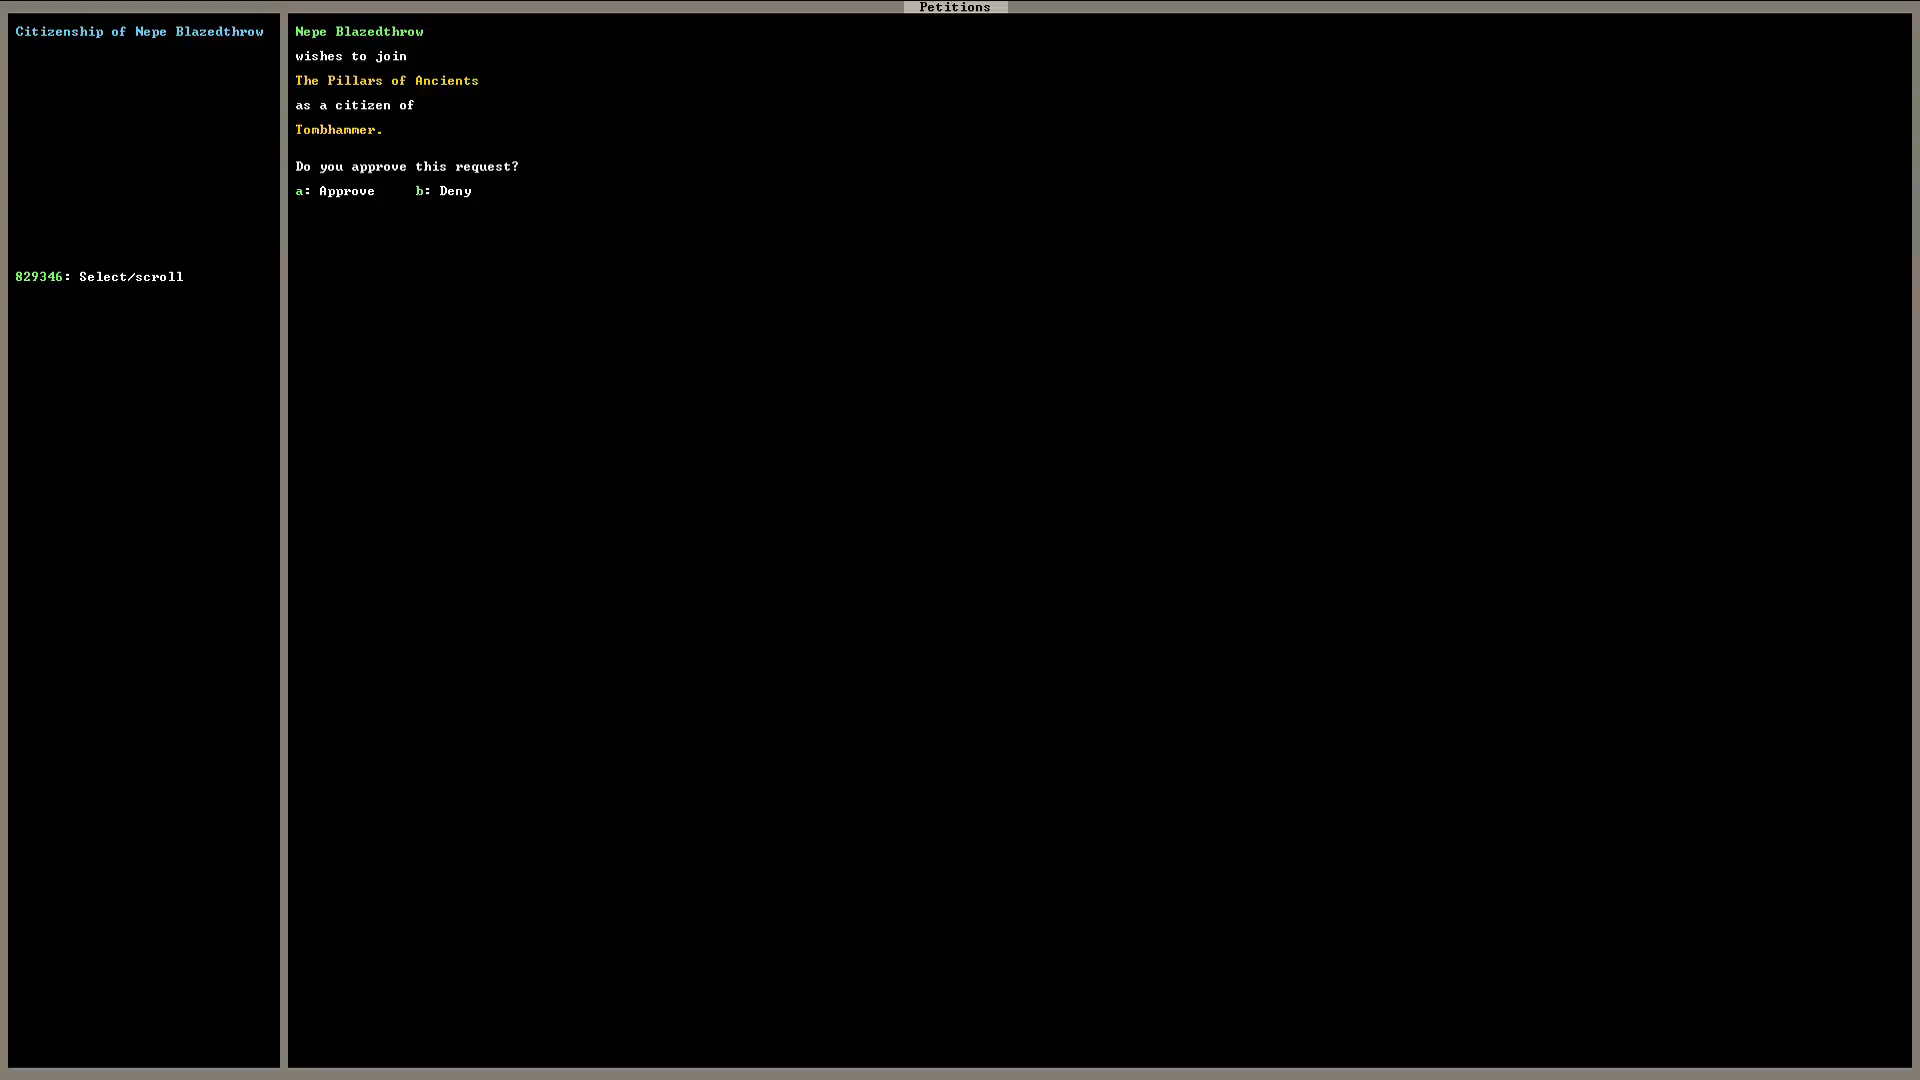 Petitions
Citizenship of Nepe Blazedthrow
829346: Select/scroll
Nepe Blazedthrow
wishes to join
The Pillars of Ancients
as a citizen of
Tombhammer.
Do you approve this request?
a: Approve b: Deny